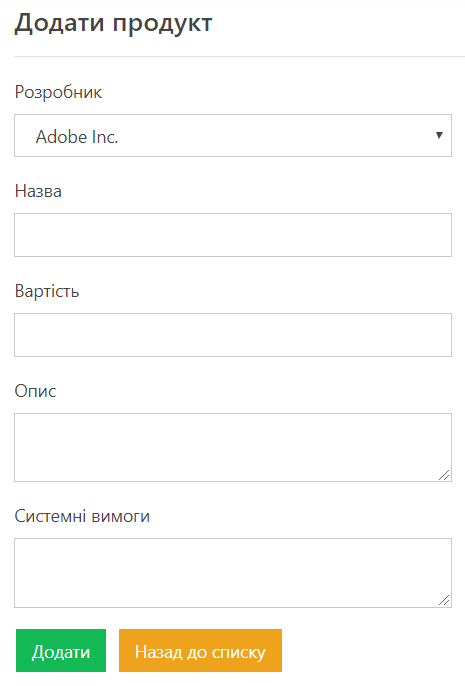 Додати продукт
Розробник
Adobe Inc.
Назва
Вартість
Опис
Системні вимоги
Додати
Назад до списку